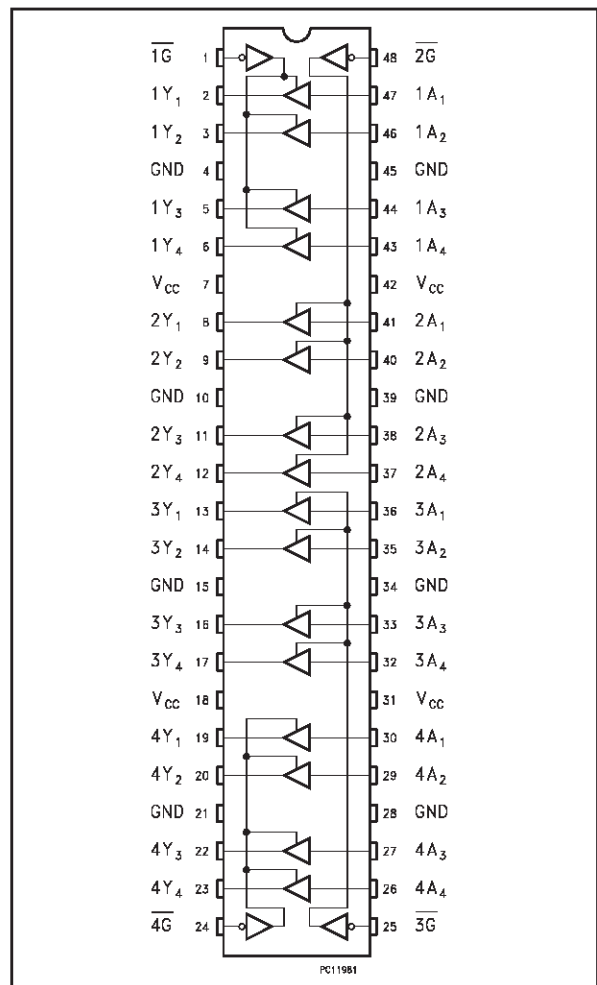 1G 1 48 2G
1Y1 2 47 1A1
1Y2 3 46 1A2
GND 4 45 GND
1Y3 5 44 1A3
1Y4 6 43 1A4
VCC 7 42 VCC
2Y1 8 41 2A1
2Y2 9 40 2A2
GND 10 39 GND
2Y3 11 38 2A3
2Y4 12 37 2A4
3Y1 13 36 3A1
3Y2 14 35 3A2
GND 15 34 GND
3Y3 16 33 3A3
3Y4 17 32 3A4
VCC 18 31 VCC
4Y1 19 30 4A1
4Y2 20 29 4A2
GND 21 28 GND
4Y3 22 27 4A3
4Y4 23 26 4A4
4G 24 25 3G
PC11981